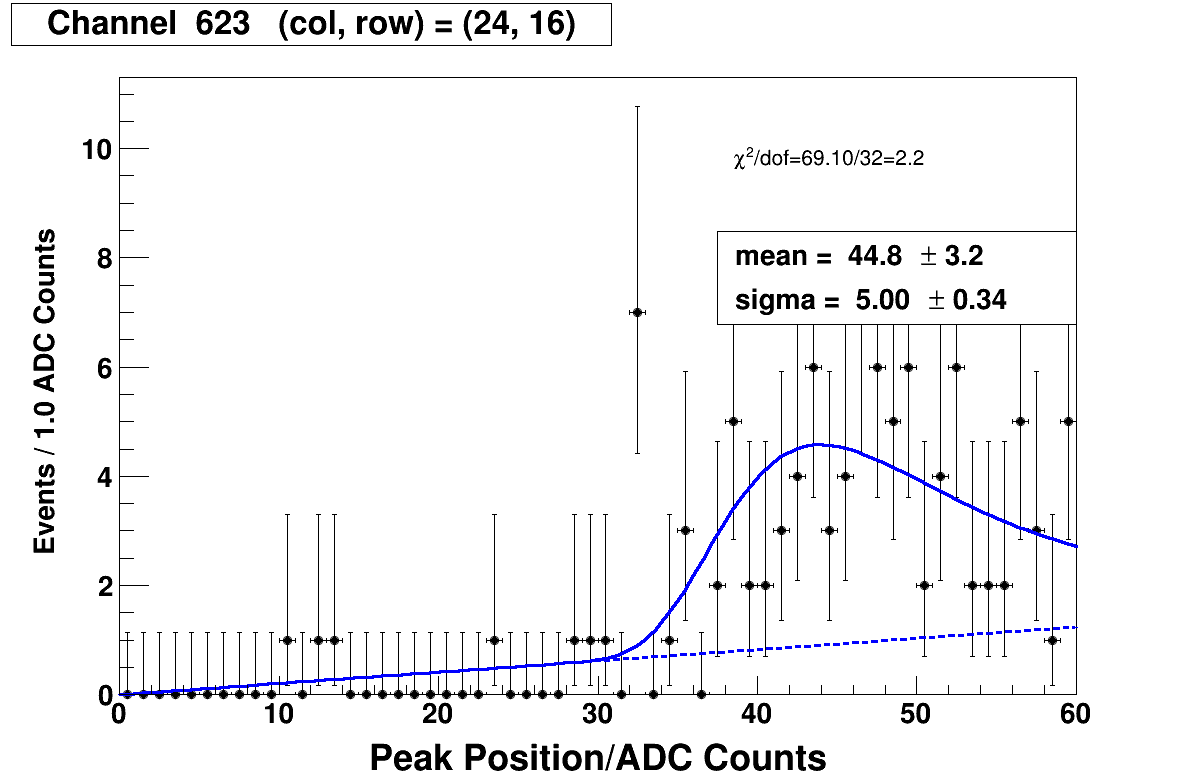 Channel 623 (col, row) = (24, 16)
χ²/dof=69.10/32=2.2
mean = 44.8 ± 3.2
sigma = 5.00 ± 0.34
Events / 1.0 ADC Counts
10
8
6
4
2
0
0 10 20 30 40 50 60
Peak Position/ADC Counts